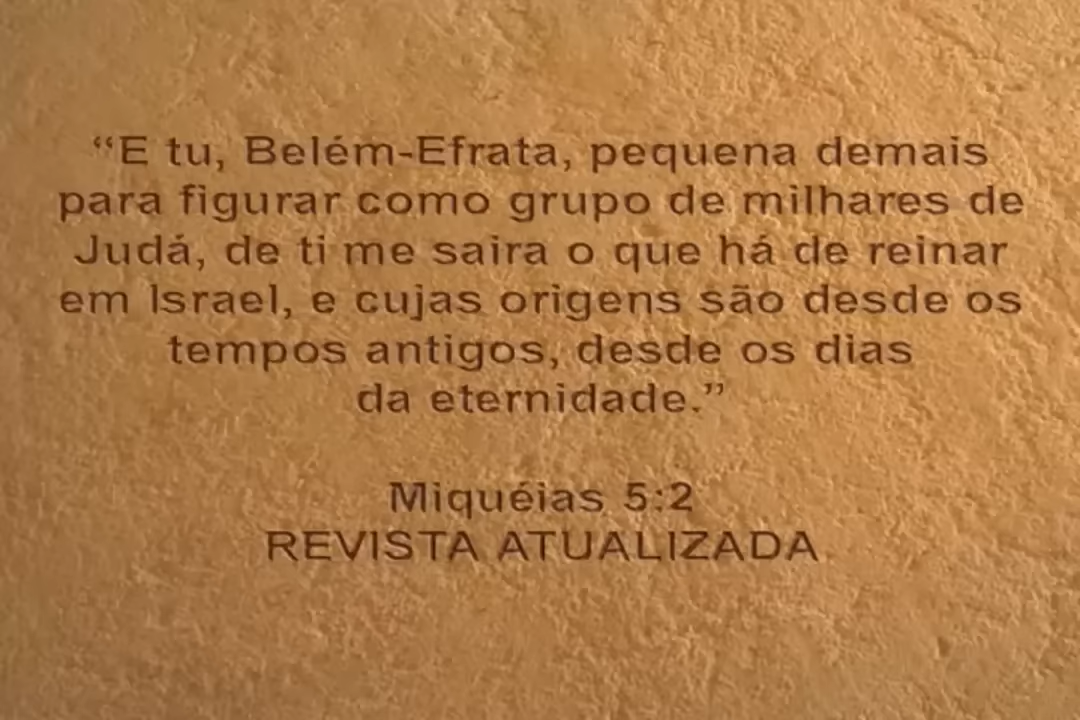 “E tu, Belém-Efrata, pequena demais
para figurar como grupo de milhares de
Judá, de ti me saira o que há de reinar
em Israel, e cujas origens são desde os
tempos antigos, desde os dias
da eternidade.”
Miquéias 5:2
REVISTA ATUALIZADA